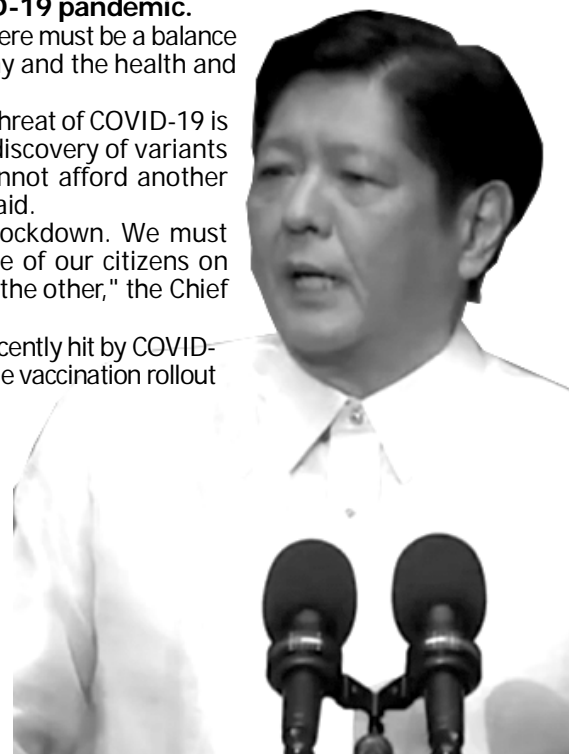 D-19 pandemic.
ere must be a balance
y and the health and
hreat of COVID-19 is
discovery of variants
nnot afford another
aid.
ockdown. We must
e of our citizens on
the other," the Chief
cently hit by COVID-
e vaccination rollout